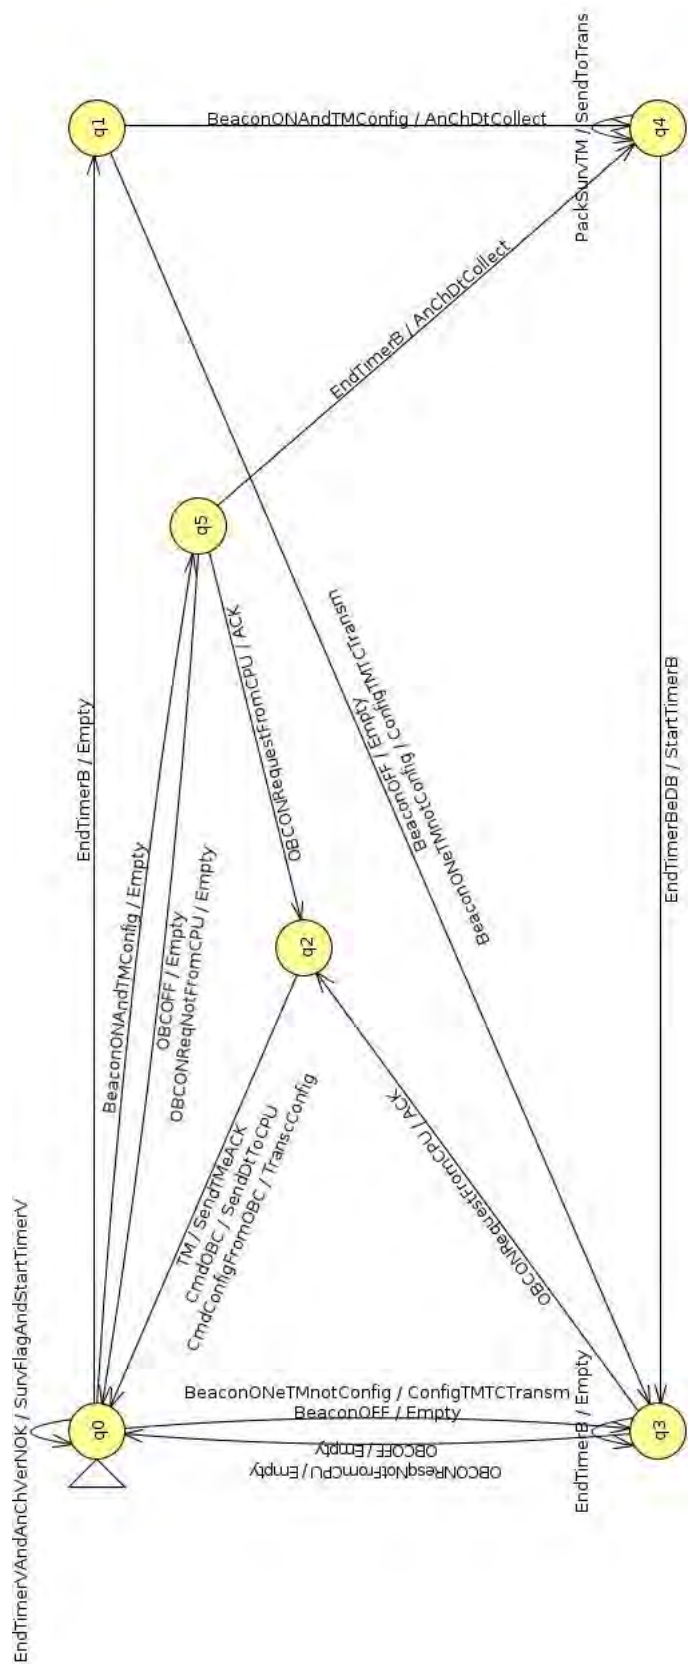 q1
BeaconONAndTMConfig / AnChDtCollect
q4
PackSurvTM / SendToTrans
EndTimerB / AnChDtCollect
q5
EndTimerB / Empty
BeaconONAndTMConfig / Empty
OBCOFF / Empty
OBCONReqNotFromCPU / Empty
OBCONRequestFromCPU / ACK
BeaconOFF / Empty
BeaconONeTMnotConfig / ConfigTMTCTransm
EndTimerBeDB / StartTimerB
q2
TM / SendTMeACK
CmdOBC / SendDtToCPU
CmdConfigFromOBC / TranscConfig
OBCONRequestFromCPU / ACK
EndTimerVAndAnChVerNOK / SurvFlagAndStartTimerV
q0
BeaconONeTMnotConfig / ConfigTMTCTransm
BeaconOFF / Empty
OBCOFF / Empty
OBCONResqNotFromCPU / Empty
EndTimerB / Empty
q3